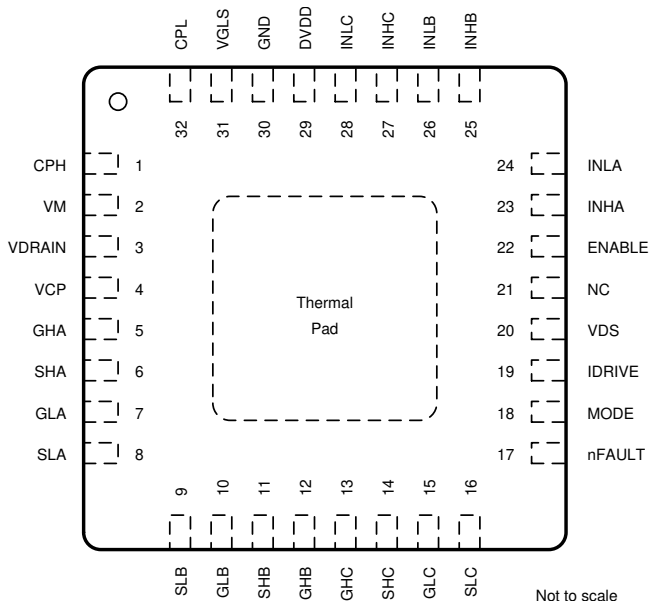 CPL VGLS GND DVDD INLC INHC INLB INHB
32 31 30 29 28 27 26 25
CPH 1 24 INLA
VM 2 23 INHA
VDRAIN 3 22 ENABLE
VCP 4 21 NC
GHA 5 20 VDS
SHA 6 19 IDRIVE
GLA 7 18 MODE
SLA 8 17 nFAULT
Thermal
Pad
9 10 11 12 13 14 15 16
SLB GLB SHB GHB GHC SHC GLC SLC
Not to scale